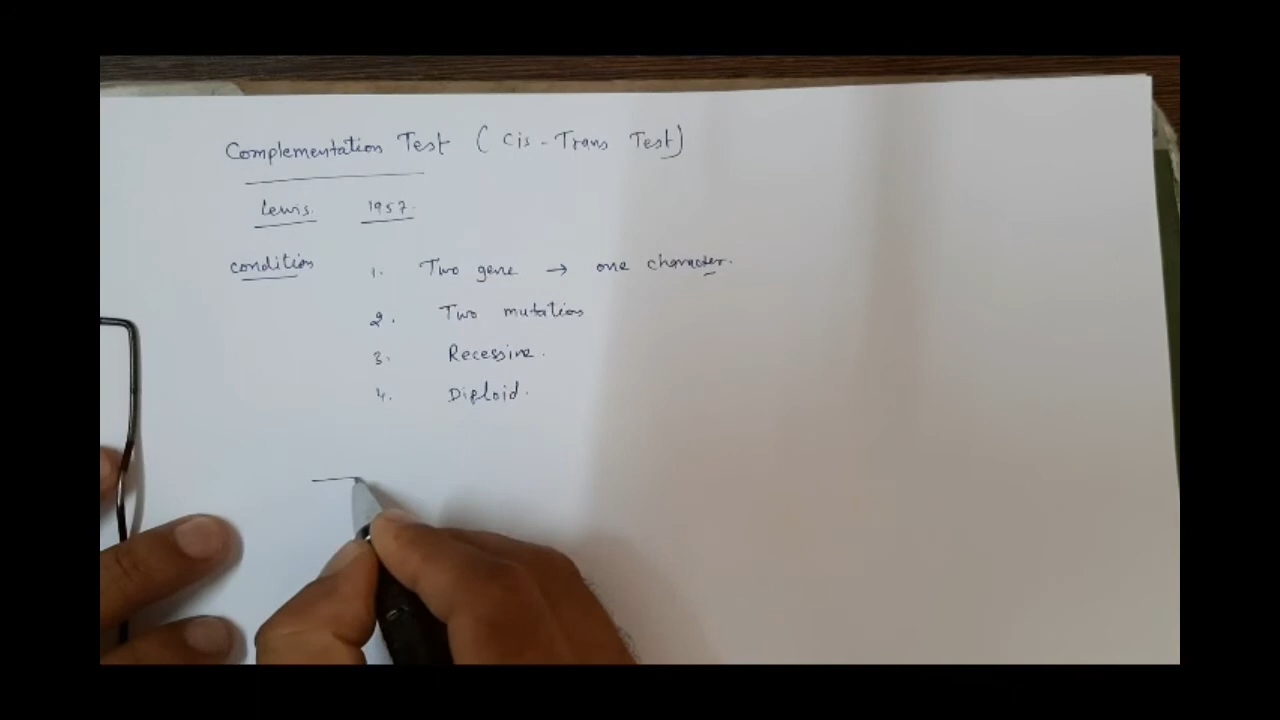 Complementation Test ( Cis - Trans Test)
Lewis. 1957.
condition 1. Two gene → one character.
2. Two mutation
3. Recessive.
4. Diploid.